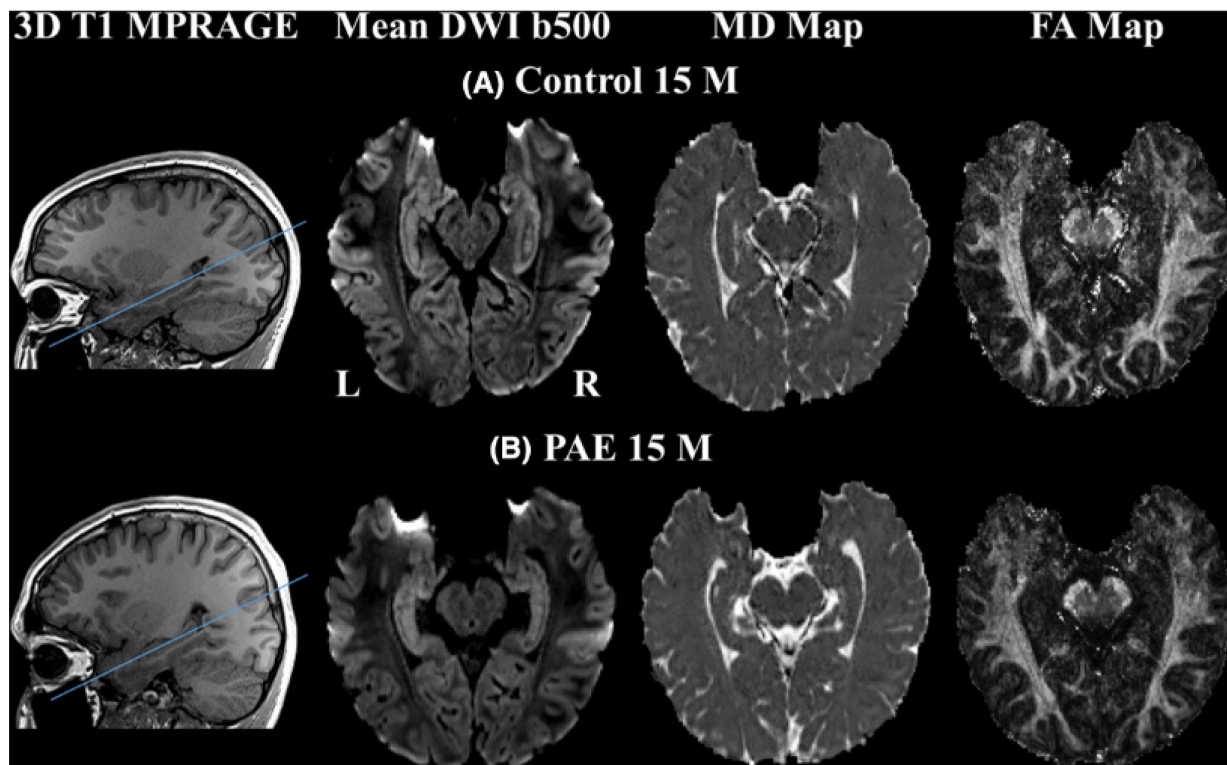 3D T1 MPRAGE Mean DWI b500 MD Map FA Map
(A) Control 15 M
L R
(B) PAE 15 M